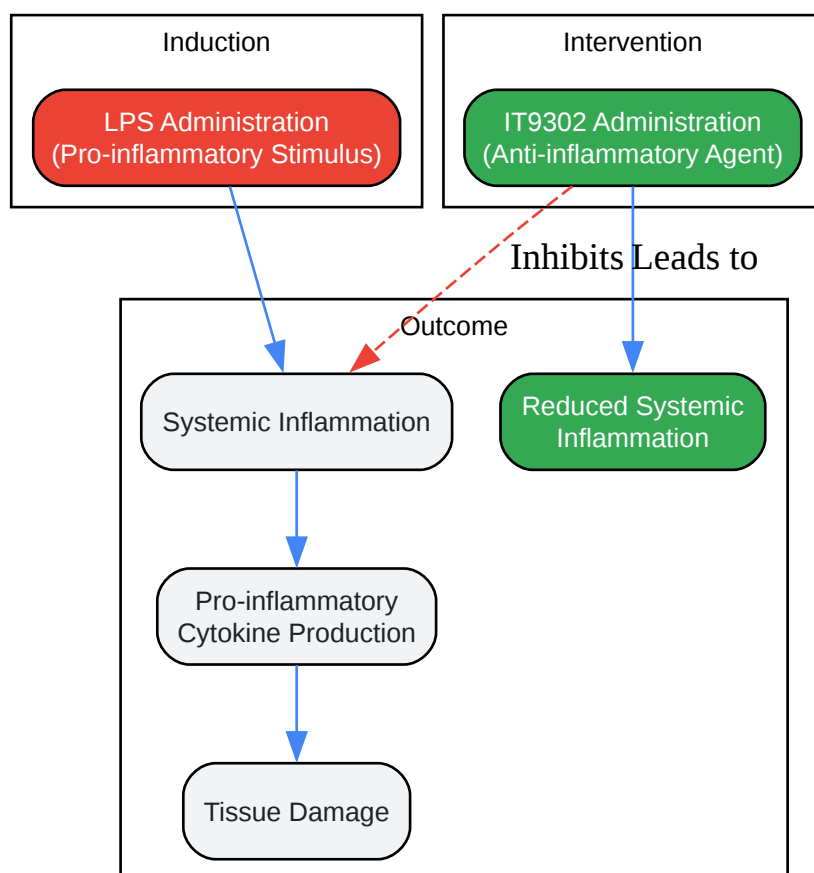 Induction
Intervention
LPS Administration
(Pro-inflammatory Stimulus)
IT9302 Administration
(Anti-inflammatory Agent)
Inhibits
Leads to
Outcome
Systemic Inflammation
Reduced Systemic
Inflammation
Pro-inflammatory
Cytokine Production
Tissue Damage